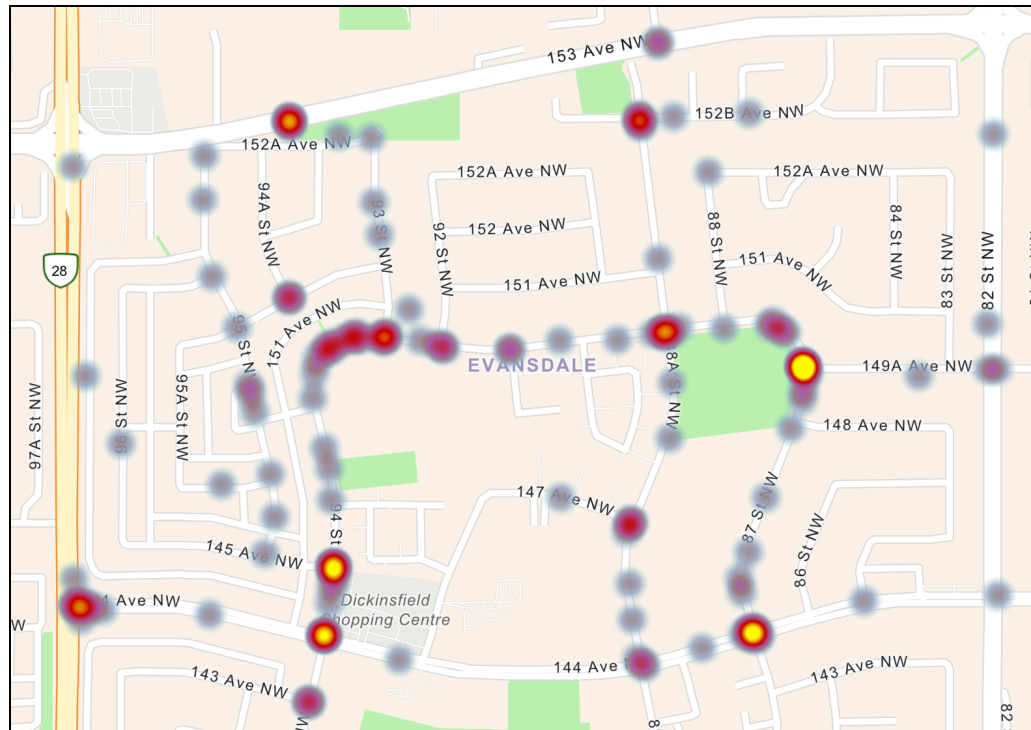 153 Ave NW
152B Ave NW
152A Ave NW
152A Ave NW
152A Ave NW
94A St NW
93 St NW
92 St NW
152 Ave NW
88 St NW
84 St NW
83 St NW
82 St NW
28
151 Ave NW
151 Ave NW
151 Ave NW
95 St N
EVANSDALE
8A St NW
149A Ave NW
97A St NW
96 St NW
95A St NW
148 Ave NW
147 Ave NW
87 St NW
86 St NW
94 St
145 Ave NW
Dickinsfield
Shopping Centre
Ave NW
W
144 Ave
143 Ave NW
143 Ave NW
82